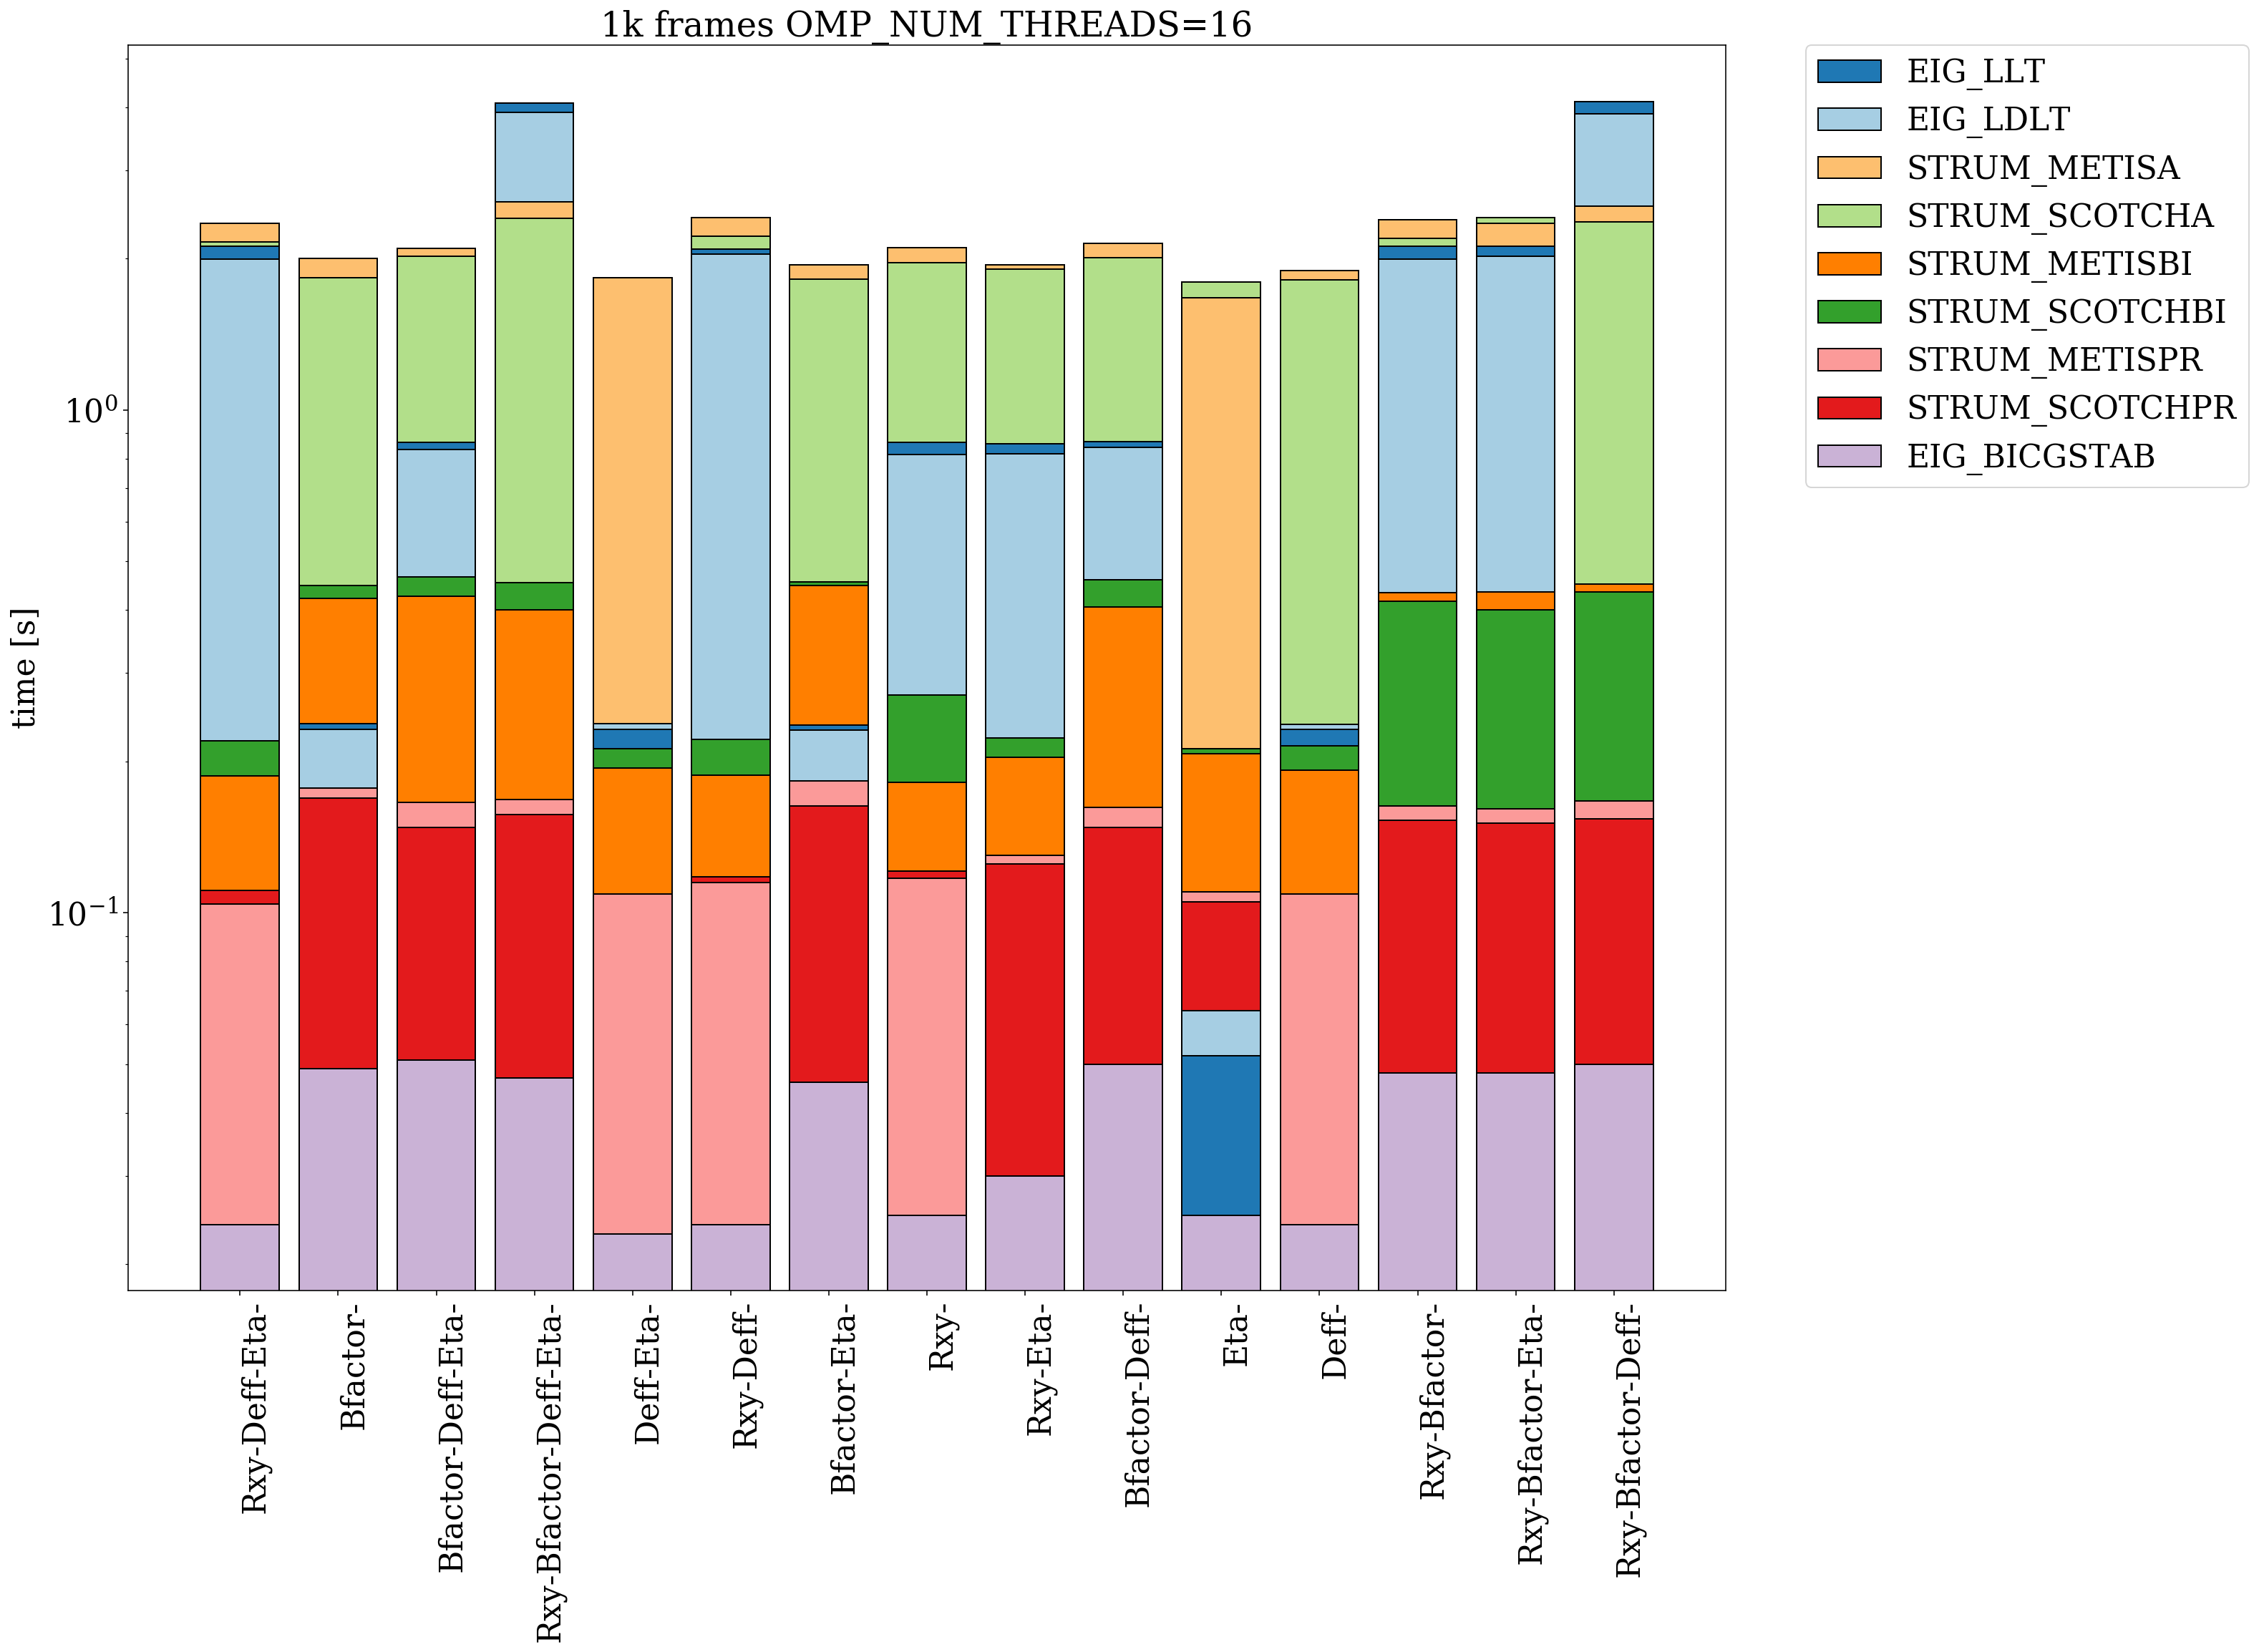 1k frames OMP_NUM_THREADS=16
time [s]
10⁰
10⁻¹
Rxy-Deff-Eta-
Bfactor-
Bfactor-Deff-Eta-
Rxy-Bfactor-Deff-Eta-
Deff-Eta-
Rxy-Deff-
Bfactor-Eta-
Rxy-
Rxy-Eta-
Bfactor-Deff-
Eta-
Deff-
Rxy-Bfactor-
Rxy-Bfactor-Eta-
Rxy-Bfactor-Deff-
EIG_LLT
EIG_LDLT
STRUM_METISA
STRUM_SCOTCHA
STRUM_METISBI
STRUM_SCOTCHBI
STRUM_METISPR
STRUM_SCOTCHPR
EIG_BICGSTAB